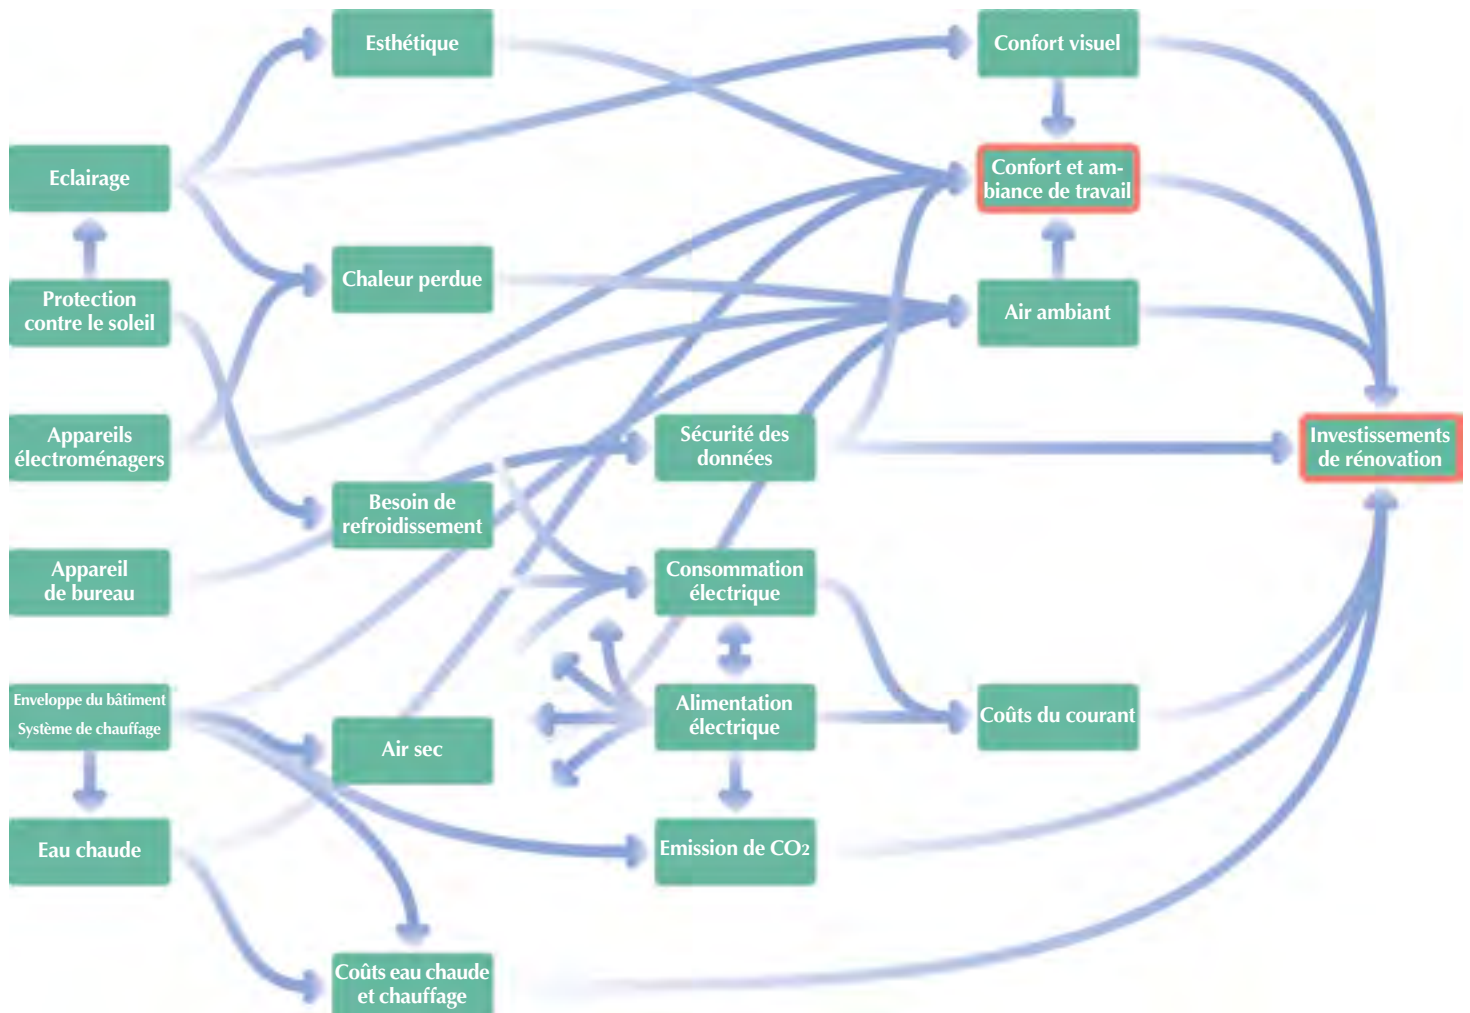 Esthétique
Confort visuel
Eclairage
Confort et am-
biance de travail
Protection
contre le soleil
Chaleur perdue
Air ambiant
Appareils
électroménagers
Sécurité des
données
Investissements
de rénovation
Besoin de
refroidissement
Appareil
de bureau
Consommation
électrique
Enveloppe du bâtiment
Système de chauffage
Air sec
Alimentation
électrique
Coûts du courant
Eau chaude
Emission de CO2
Coûts eau chaude
et chauffage